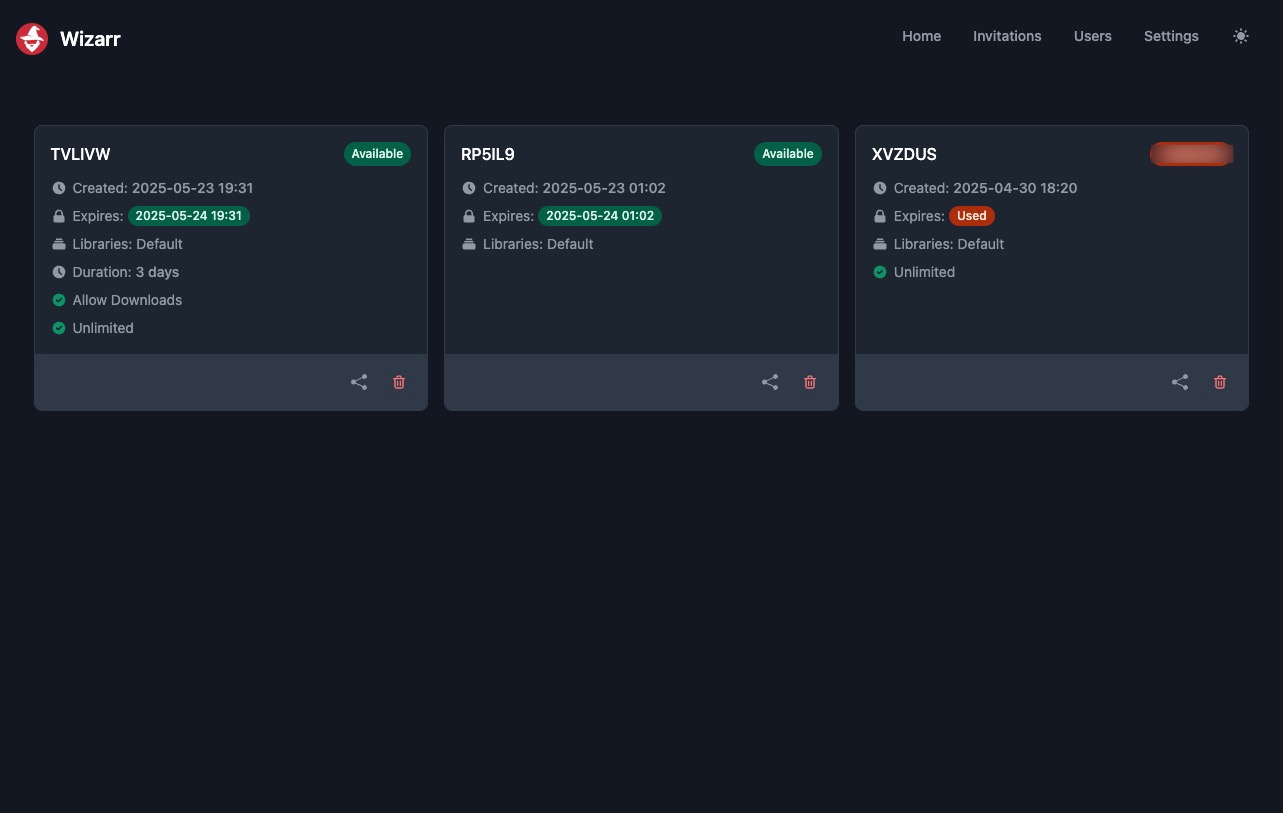 Wizarr
Home Invitations Users Settings
TVLIVW Available
Created: 2025-05-23 19:31
Expires: 2025-05-24 19:31
Libraries: Default
Duration: 3 days
Allow Downloads
Unlimited
RP5IL9 Available
Created: 2025-05-23 01:02
Expires: 2025-05-24 01:02
Libraries: Default
XVZDUS
Created: 2025-04-30 18:20
Expires: Used
Libraries: Default
Unlimited